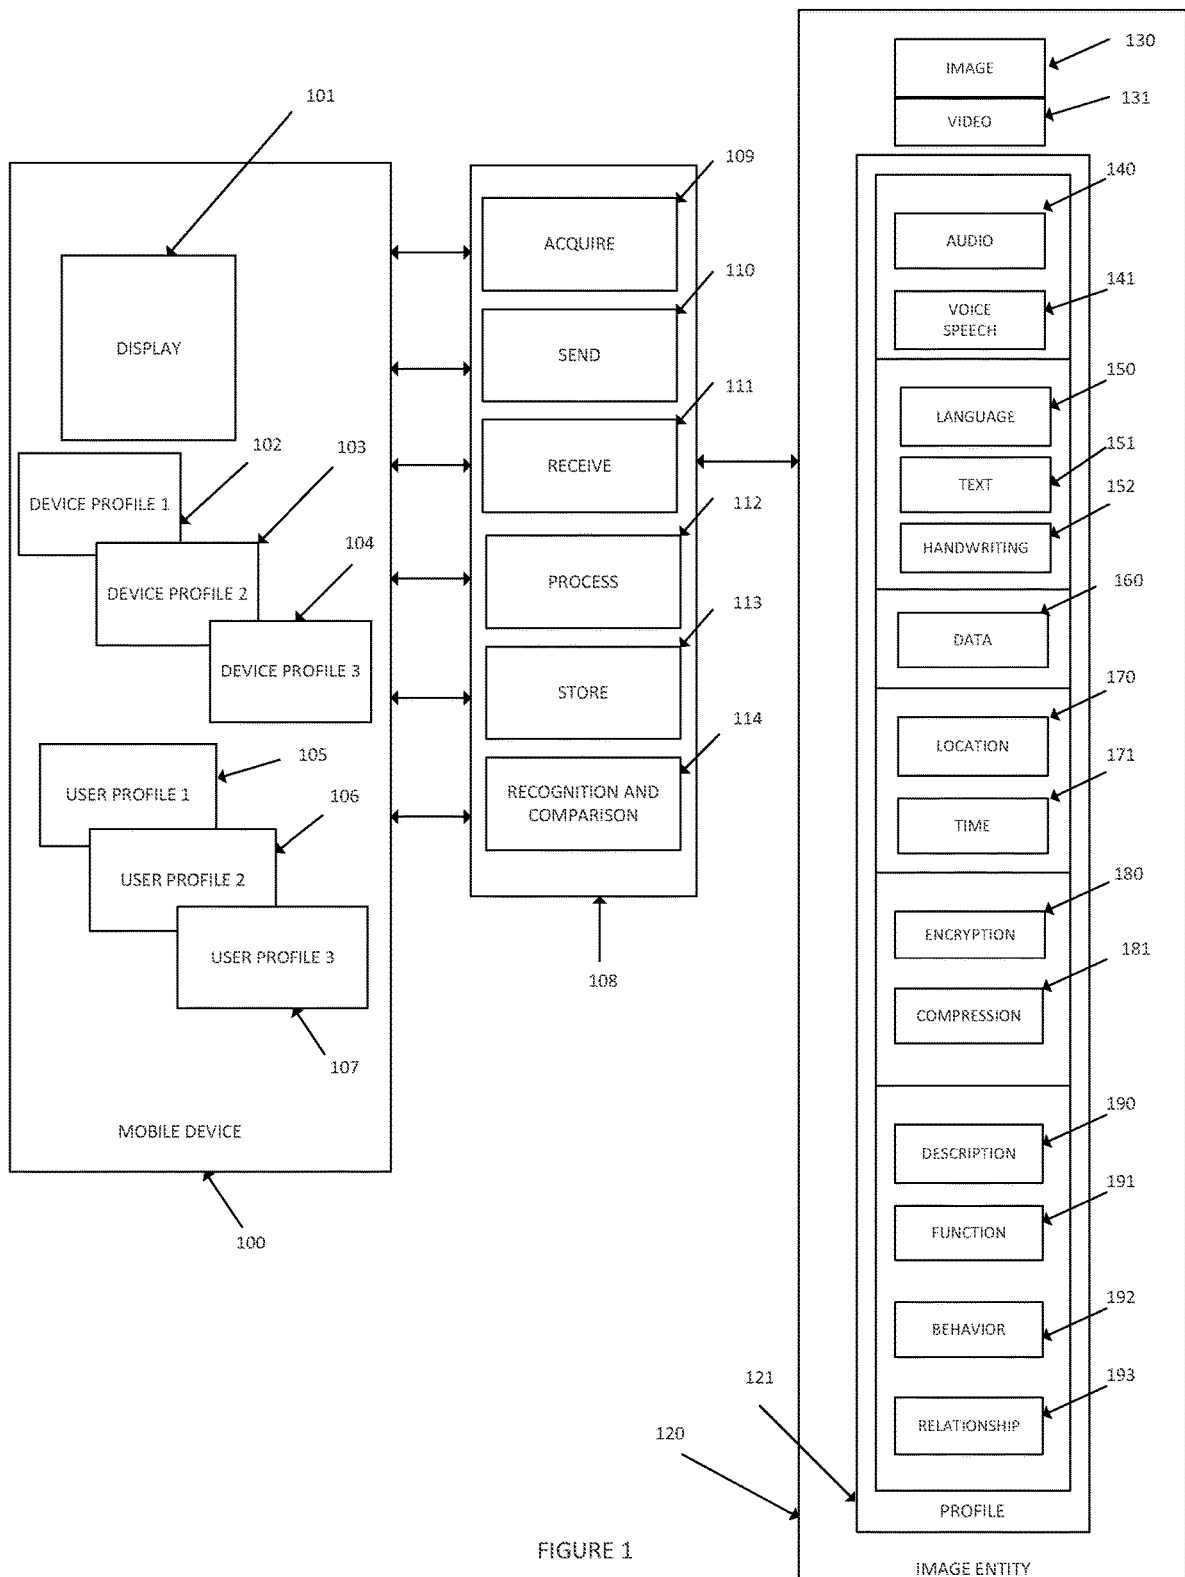 130
IMAGE
131
VIDEO
101
109
140
ACQUIRE
AUDIO
110
141
VOICE
SPEECH
DISPLAY
SEND
111
150
LANGUAGE
102
103
151
DEVICE PROFILE 1
RECEIVE
TEXT
112
152
104
HANDWRITING
DEVICE PROFILE 2
PROCESS
160
113
DATA
DEVICE PROFILE 3
STORE
170
114
LOCATION
105
171
USER PROFILE 1
106
RECOGNITION AND
COMPARISON
TIME
USER PROFILE 2
180
ENCRYPTION
USER PROFILE 3
181
108
COMPRESSION
107
190
MOBILE DEVICE
DESCRIPTION
191
100
FUNCTION
192
BEHAVIOR
121
193
120
RELATIONSHIP
PROFILE
FIGURE 1
IMAGE ENTITY